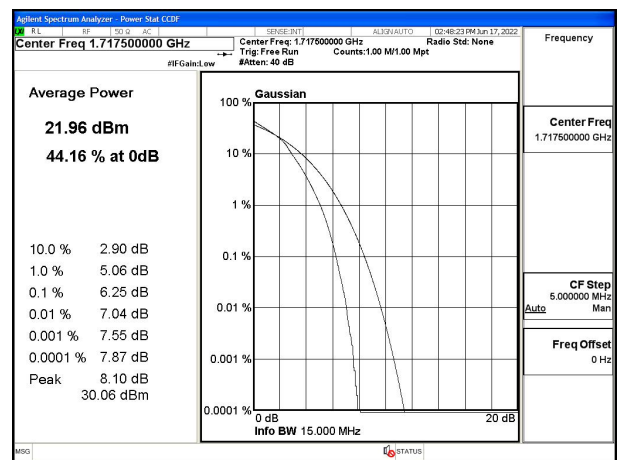 Agilent Spectrum Analyzer - Power Stat CCDF
RL RF 50 Ω AC SENSE:INT ALIGN AUTO 02:48:23 PM Jun 17, 2022
Center Freq 1.717500000 GHz
Center Freq: 1.717500000 GHz Radio Std: None
Trig: Free Run Counts:1.00 M/1.00 Mpt
#IFGain:Low #Atten: 40 dB
Frequency
Average Power
21.96 dBm
44.16 % at 0dB
10.0 % 2.90 dB
1.0 % 5.06 dB
0.1 % 6.25 dB
0.01 % 7.04 dB
0.001 % 7.55 dB
0.0001 % 7.87 dB
Peak 8.10 dB
30.06 dBm
Gaussian
100 %
10 %
1 %
0.1 %
0.01 %
0.001 %
0.0001 %
0 dB 20 dB
Info BW 15.000 MHz
Center Freq
1.717500000 GHz
CF Step
5.000000 MHz
Auto Man
Freq Offset
0 Hz
MSG STATUS